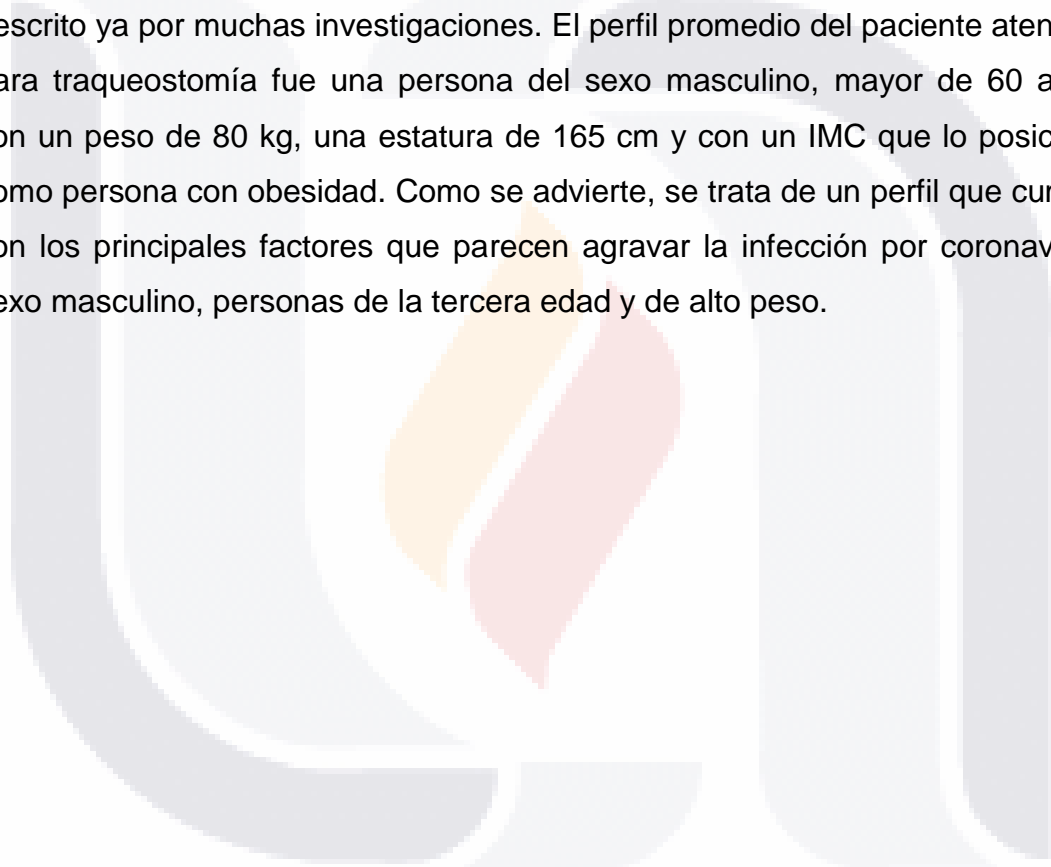 escrito ya por muchas investigaciones. El perfil promedio del paciente aten
ara traqueostomía fue una persona del sexo masculino, mayor de 60 a
on un peso de 80 kg, una estatura de 165 cm y con un IMC que lo posic
omo persona con obesidad. Como se advierte, se trata de un perfil que cur
on los principales factores que parecen agravar la infección por coronav
exo masculino, personas de la tercera edad y de alto peso.